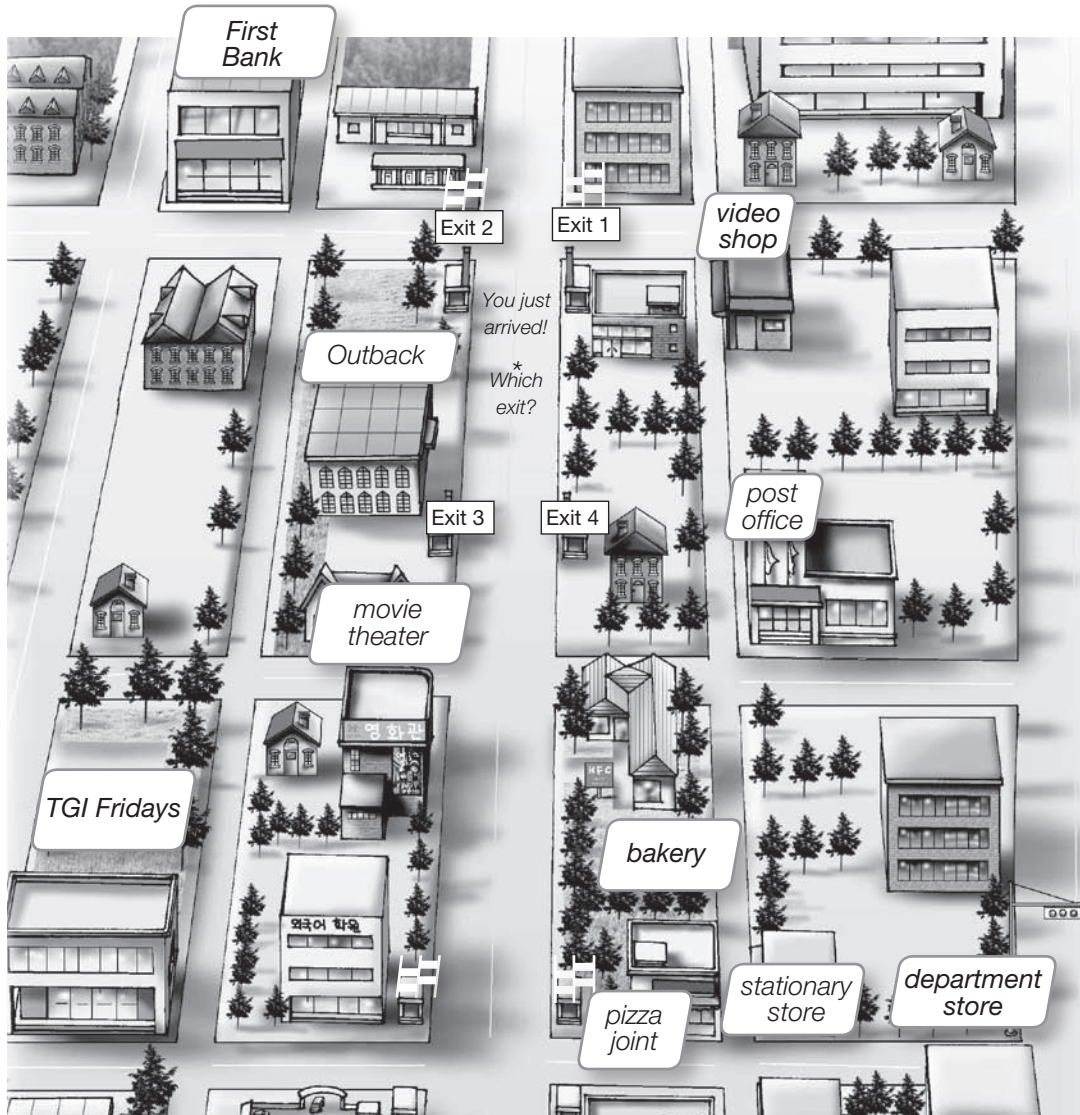 First
Bank
Exit 2
Exit 1
video
shop
You just
arrived!
*
Which
exit?
Outback
Exit 3
Exit 4
post
office
movie
theater
영화관
HFC
TGI Fridays
bakery
외국어 학원
stationary
store
department
store
pizza
joint